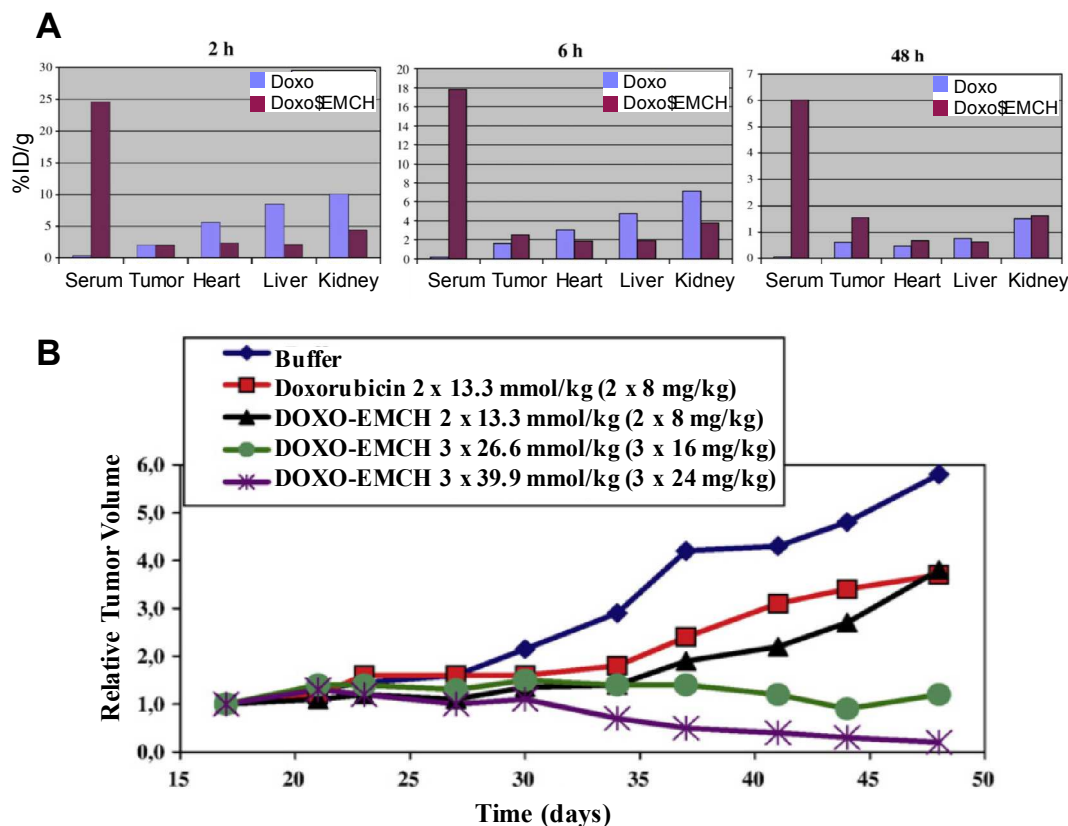 A
2 h
6 h
48 h
Doxo
Doxo$EMCH
Doxo
Doxo$EMCH
Doxo
Doxo$EMCH
%ID/g
30
25
20
15
10
5
0
20
18
16
14
12
10
8
6
4
2
0
7
6
5
4
3
2
1
0
Serum Tumor Heart Liver Kidney
Serum Tumor Heart Liver Kidney
Serum Tumor Heart Liver Kidney
B
Buffer
Doxorubicin 2 x 13.3 mmol/kg (2 x 8 mg/kg)
DOXO-EMCH 2 x 13.3 mmol/kg (2 x 8 mg/kg)
DOXO-EMCH 3 x 26.6 mmol/kg (3 x 16 mg/kg)
DOXO-EMCH 3 x 39.9 mmol/kg (3 x 24 mg/kg)
Relative Tumor Volume
6,0
5,0
4,0
3,0
2,0
1,0
0,0
15 20 25 30 35 40 45 50
Time (days)